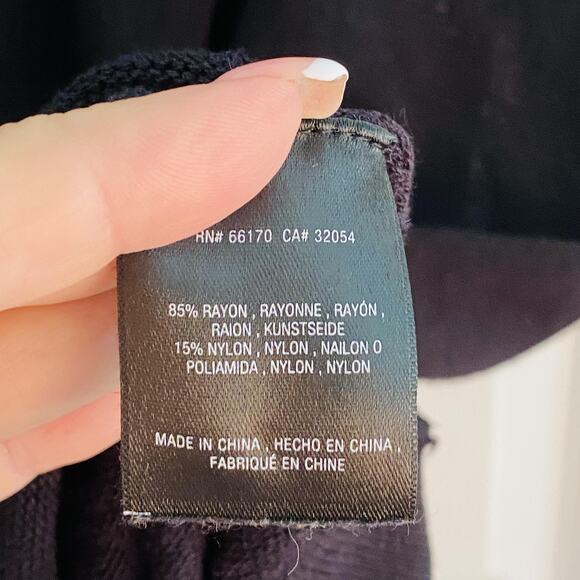 RN# 66170 CA# 32054
85% RAYON , RAYONNE , RAYÓN ,
RAION , KUNSTSEIDE
15% NYLON , NYLON , NAILON O
POLIAMIDA , NYLON , NYLON
MADE IN CHINA , HECHO EN CHINA ,
FABRIQUÉ EN CHINE